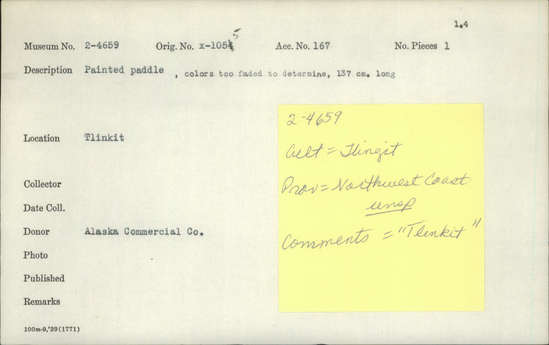 1.4
Museum No. 2-4659 Orig. No. x-105 5 Acc. No. 167 No. Pieces 1
Description Painted paddle , colors too faded to determine, 137 cm. long
Location Tlinkit
Collector
Date Coll.
Donor Alaska Commercial Co.
Photo
Published
Remarks
100m-9,'29(1771)
2-4659
Cult = Tlingit
Prov = Northwest Coast
unsp
Comments = "Tlinkit"